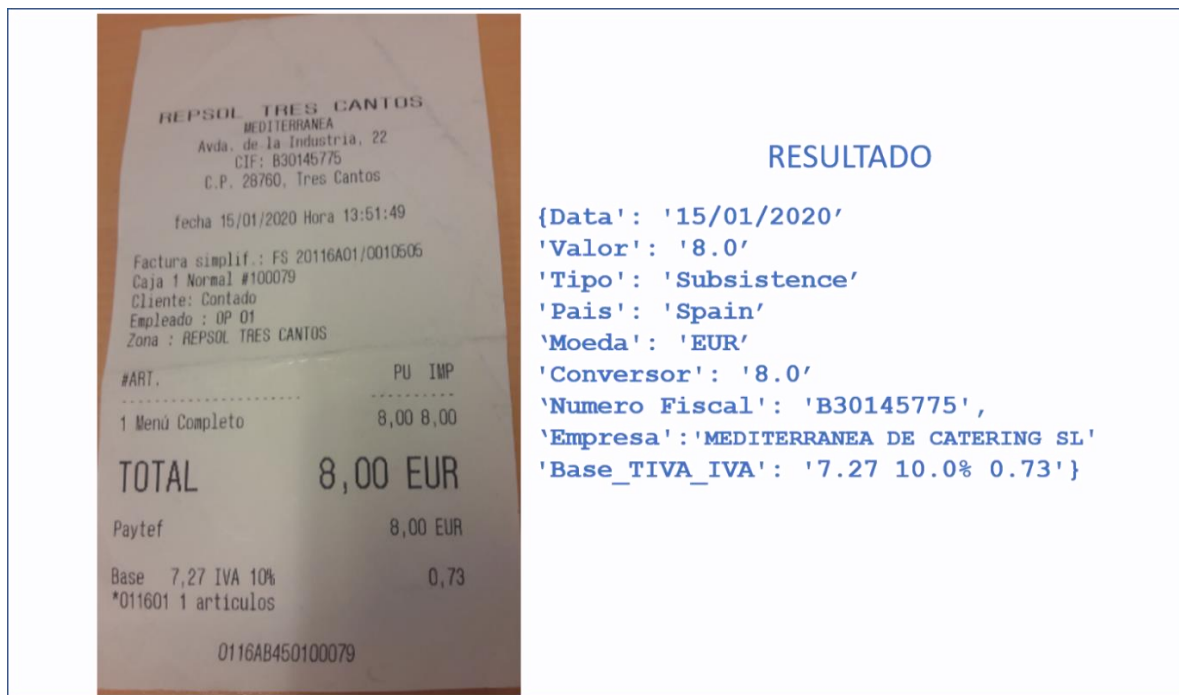 REPSOL TRES CANTOS
MEDITERRANEA
Avda. de la Industria, 22
CIF: B30145775
C.P. 28760, Tres Cantos
fecha 15/01/2020 Hora 13:51:49
Factura simplif.: FS 20116A01/0010505
Caja 1 Normal #100079
Cliente: Contado
Empleado : OP 01
Zona : REPSOL TRES CANTOS
#ART. PU IMP
1 Menú Completo 8,00 8,00
TOTAL 8,00 EUR
Paytef 8,00 EUR
Base 7,27 IVA 10% 0,73
*011601 1 articulos
0116AB450100079
RESULTADO
{Data': '15/01/2020’
'Valor': '8.0’
'Tipo': 'Subsistence’
'Pais': 'Spain’
‘Moeda': 'EUR’
'Conversor': '8.0’
‘Numero Fiscal': 'B30145775',
‘Empresa':'MEDITERRANEA DE CATERING SL'
'Base_TIVA_IVA': '7.27 10.0% 0.73'}